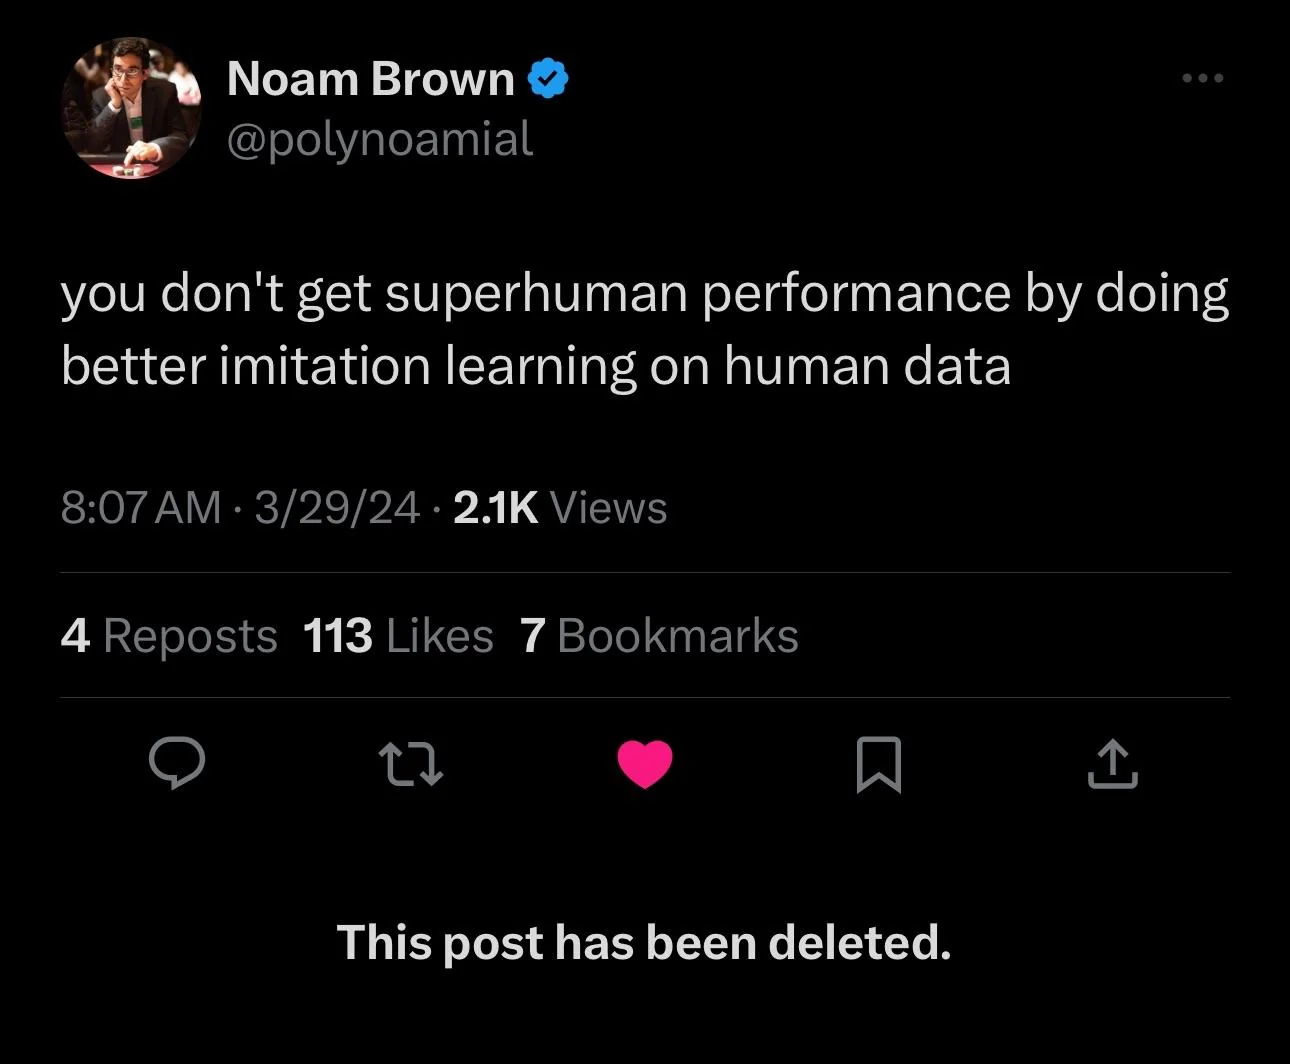 Noam Brown
@polynoamial
you don't get superhuman performance by doing
better imitation learning on human data
8:07 AM · 3/29/24 · 2.1K Views
4 Reposts 113 Likes 7 Bookmarks
This post has been deleted.